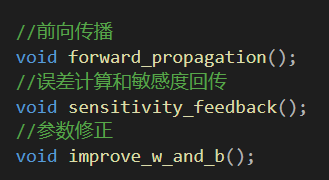 //前向传播
void forward_propagation();
//误差计算和敏感度回传
void sensitivity_feedback();
//参数修正
void improve_w_and_b();